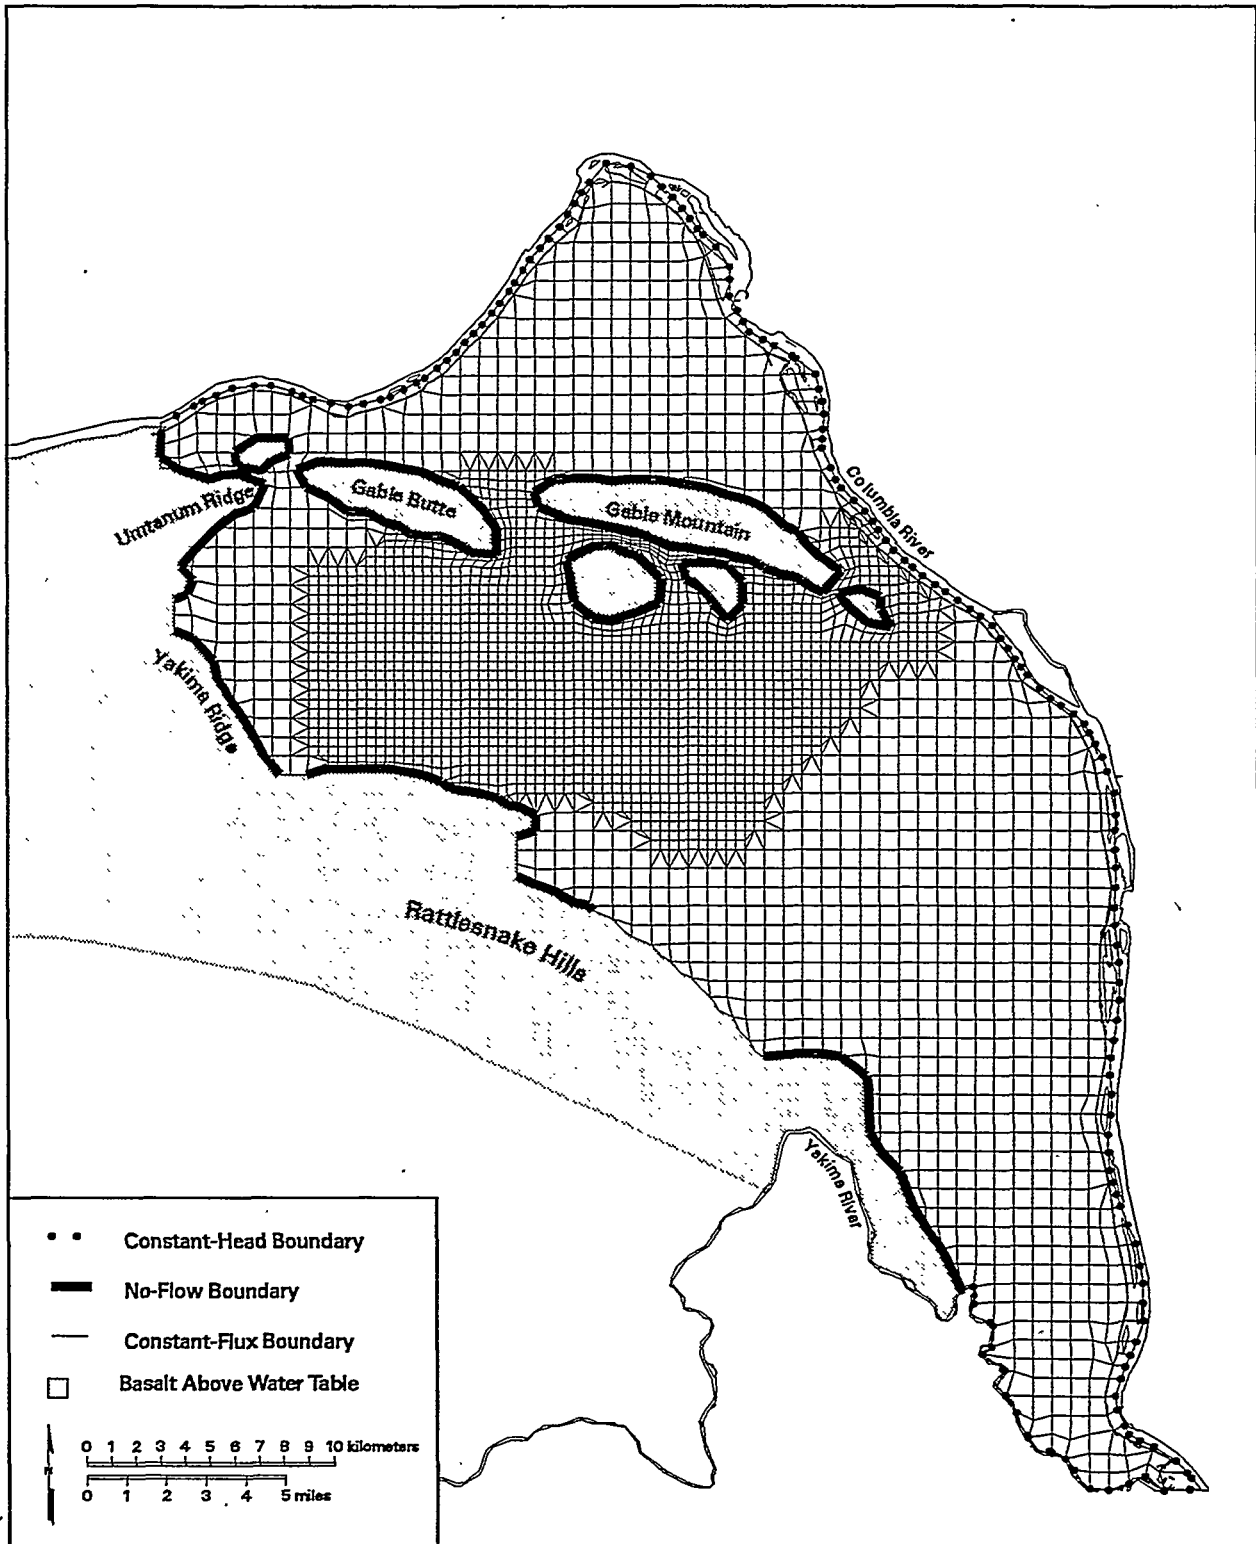 Columbia River
Umtanum Ridge
Gable Butte
Gable Mountain
Yakima Ridge
Rattlesnake Hills
Yakima River
Constant-Head Boundary
No-Flow Boundary
Constant-Flux Boundary
Basalt Above Water Table
0 1 2 3 4 5 6 7 8 9 10 kilometers
0 1 2 3 4 5 miles